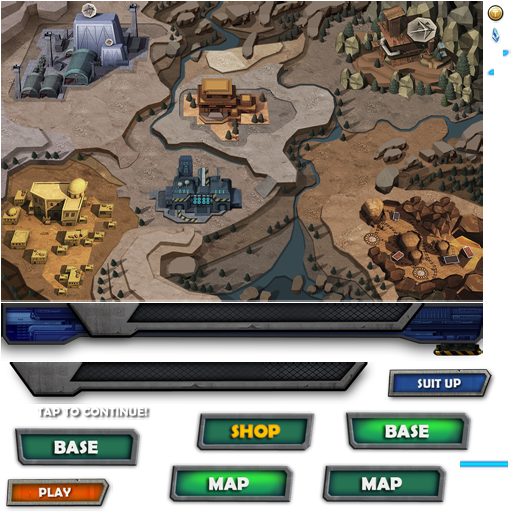 SUIT UP
TAP TO CONTINUE!
BASE
SHOP
BASE
PLAY
MAP
MAP